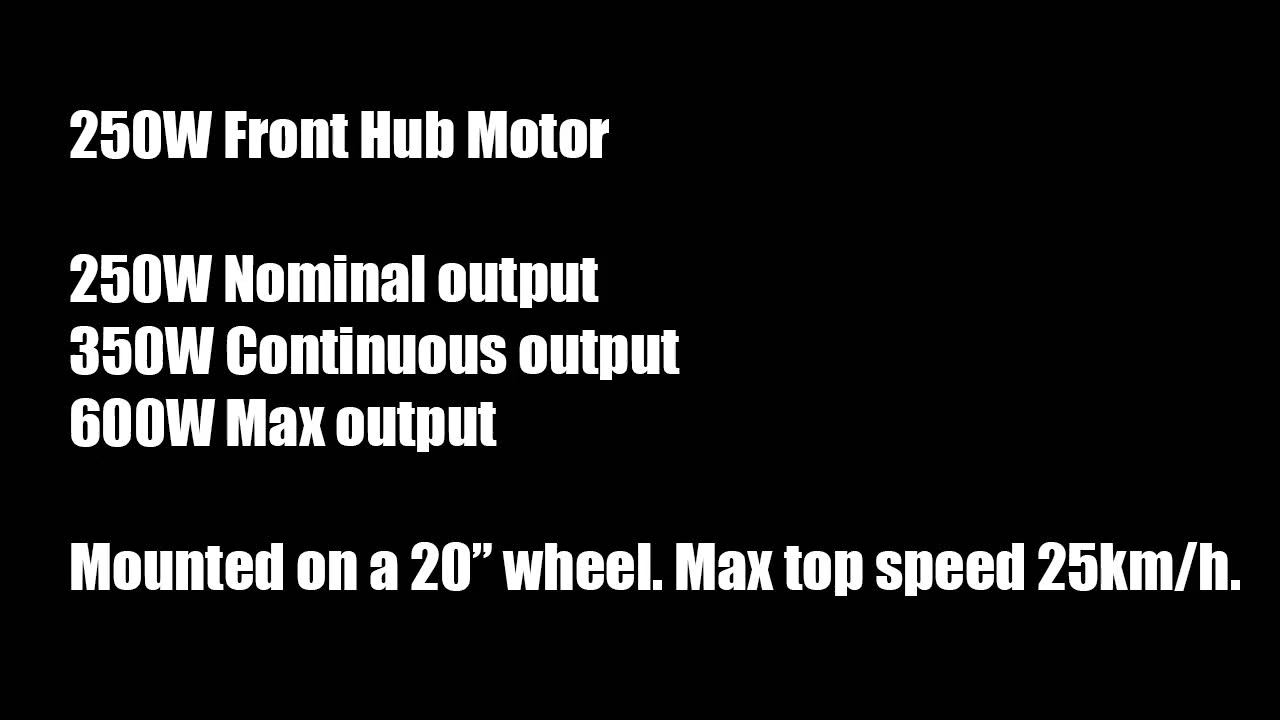 250W Front Hub Motor
250W Nominal output
350W Continuous output
600W Max output
Mounted on a 20” wheel. Max top speed 25km/h.